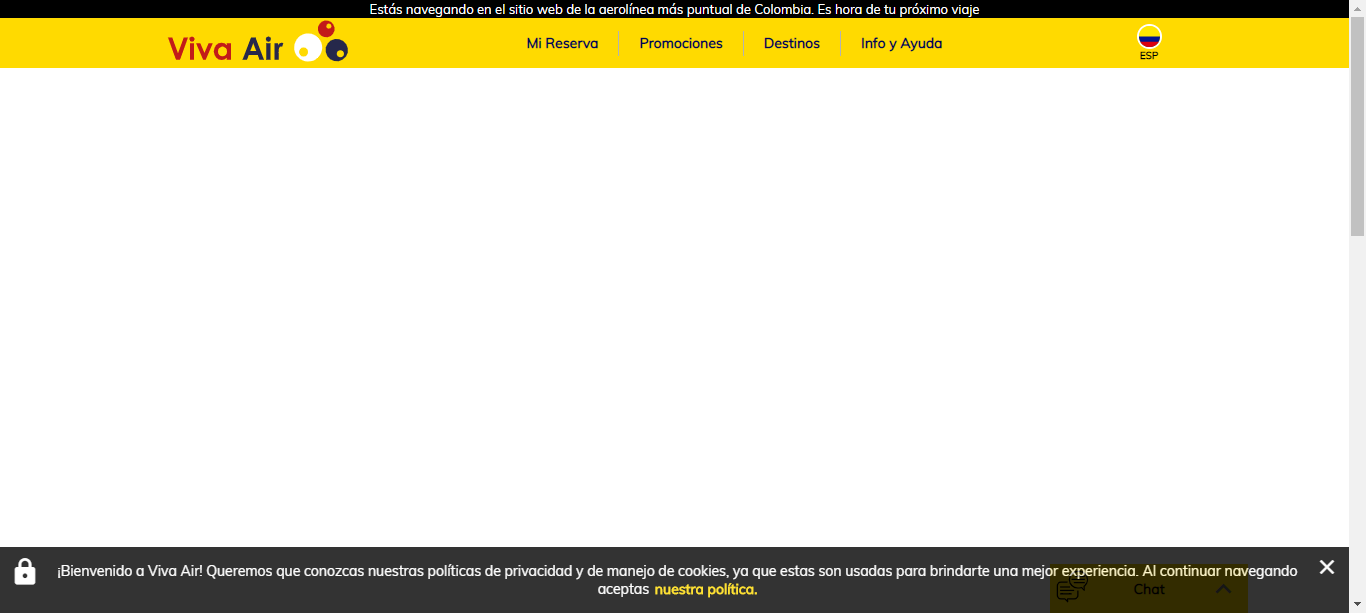 Estás navegando en el sitio web de la aerolínea más puntual de Colombia. Es hora de tu próximo viaje
Viva Air
Mi Reserva
Promociones
Destinos
Info y Ayuda
ESP
¡Bienvenido a Viva Air! Queremos que conozcas nuestras políticas de privacidad y de manejo de cookies, ya que estas son usadas para brindarte una mejor experiencia. Al continuar navegando
aceptas nuestra política.
Chat